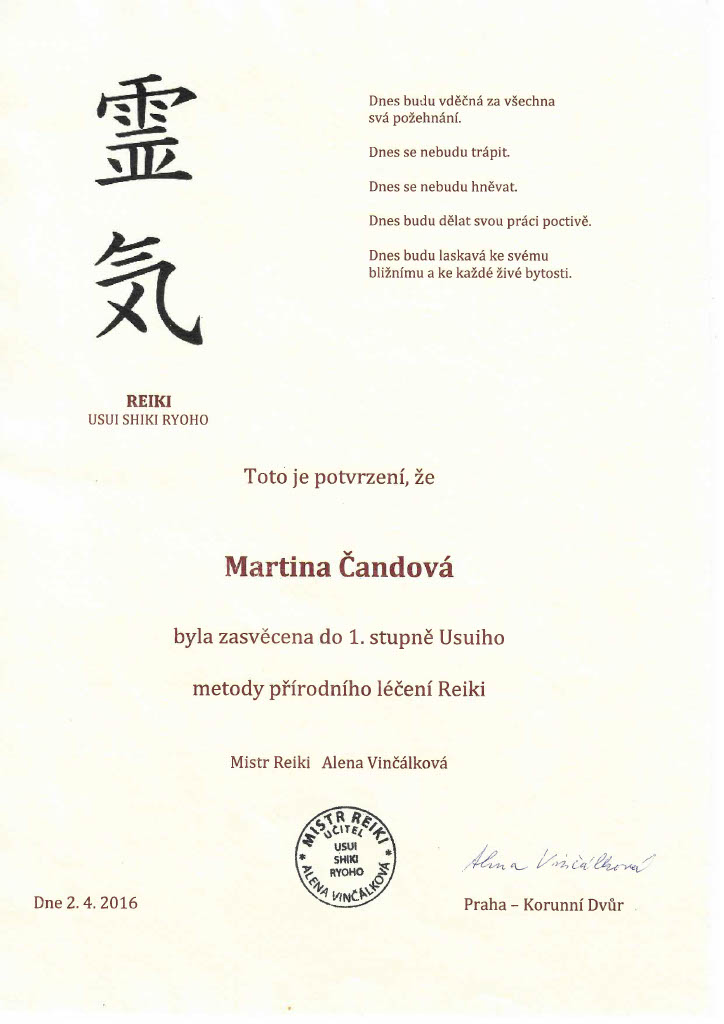 霊
気
REIKI
USUI SHIKI RYOHO
Dnes budu vděčná za všechna
svá požehnání.
Dnes se nebudu trápit.
Dnes se nebudu hněvat.
Dnes budu dělat svou práci poctivě.
Dnes budu laskavá ke svému
bližnímu a ke každé živé bytosti.
Toto je potvrzení, že
Martina Čandová
byla zasvěcena do 1. stupně Usuiho
metody přírodního léčení Reiki
Mistr Reiki Alena Vinčálková
* MISTR REIKI *
UČITEL
USUI
SHIKI
RYOHO
ALENA VINČÁLKOVÁ
Alena Vinčálková
Dne 2. 4. 2016
Praha – Korunní Dvůr